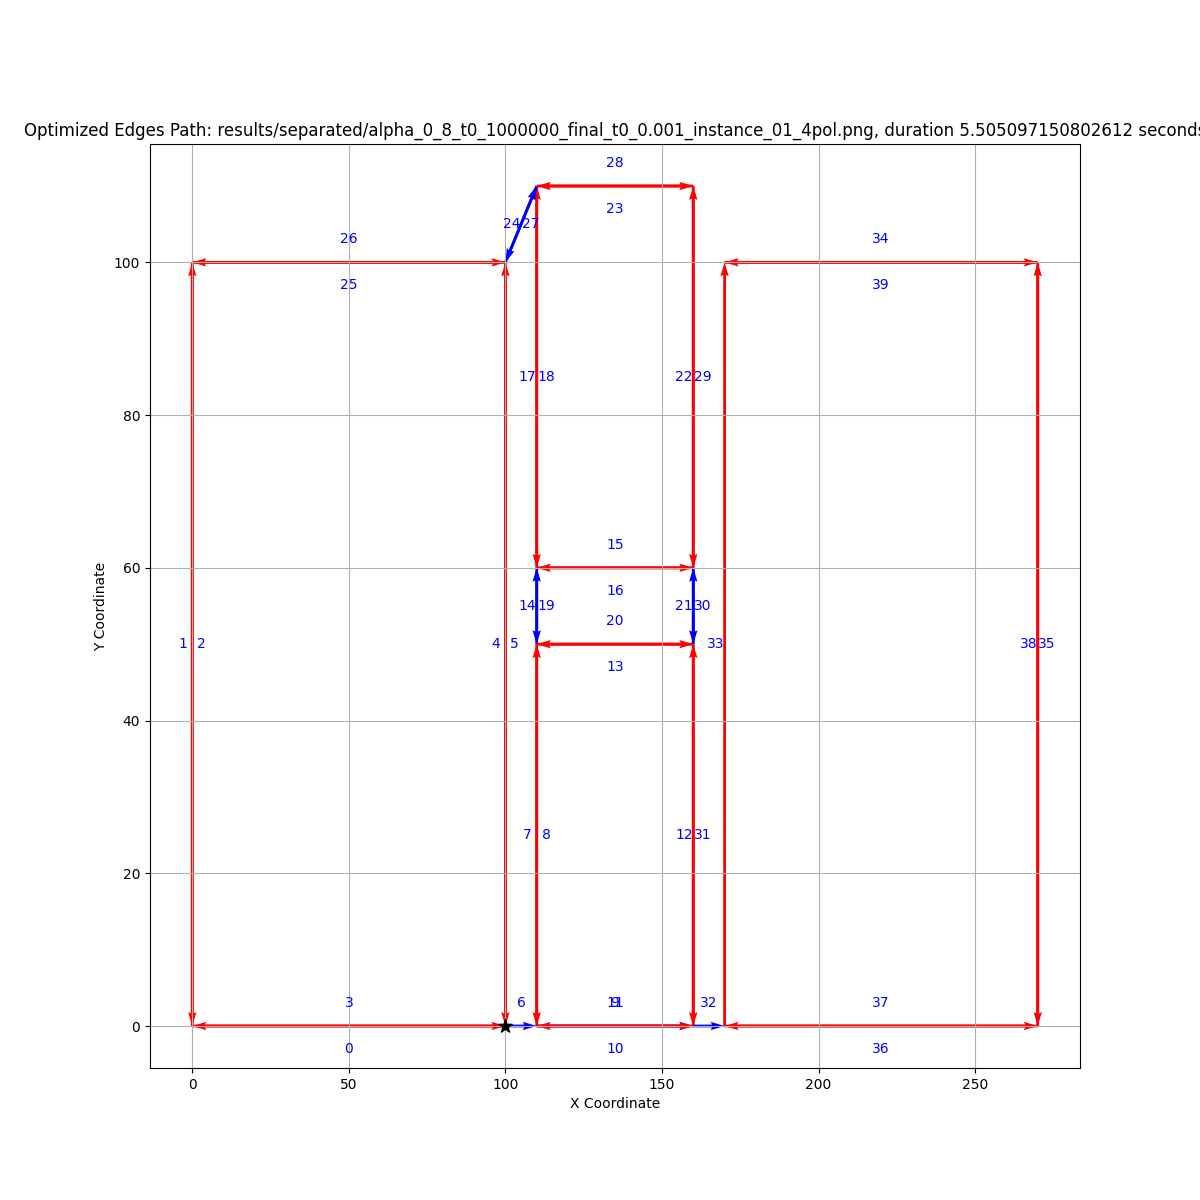 Optimized Edges Path: results/separated/alpha_0_8_t0_1000000_final_t0_0.001_instance_01_4pol.png, duration 5.505097150802612 seconds
28
23
24 27
26 34
25 39
100
17 18 22 29
80
15
60
16
14 19 21 30
20
1 2 4 5 33 38 35
13
40
7 8 12 31
20
3 6 11 9 32 37
0
0 10 36
0 50 100 150 200 250
X Coordinate
Y Coordinate